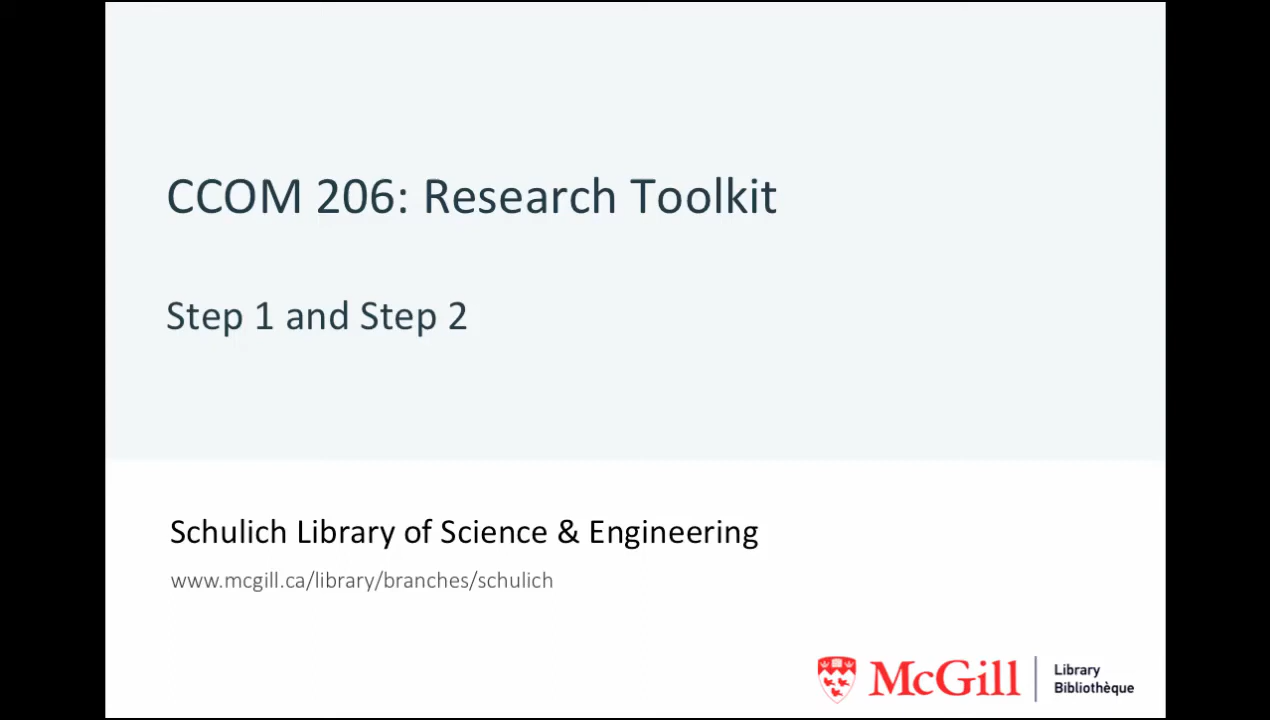 CCOM 206: Research Toolkit
Step 1 and Step 2
Schulich Library of Science & Engineering
www.mcgill.ca/library/branches/schulich
McGill
Library
Bibliothèque